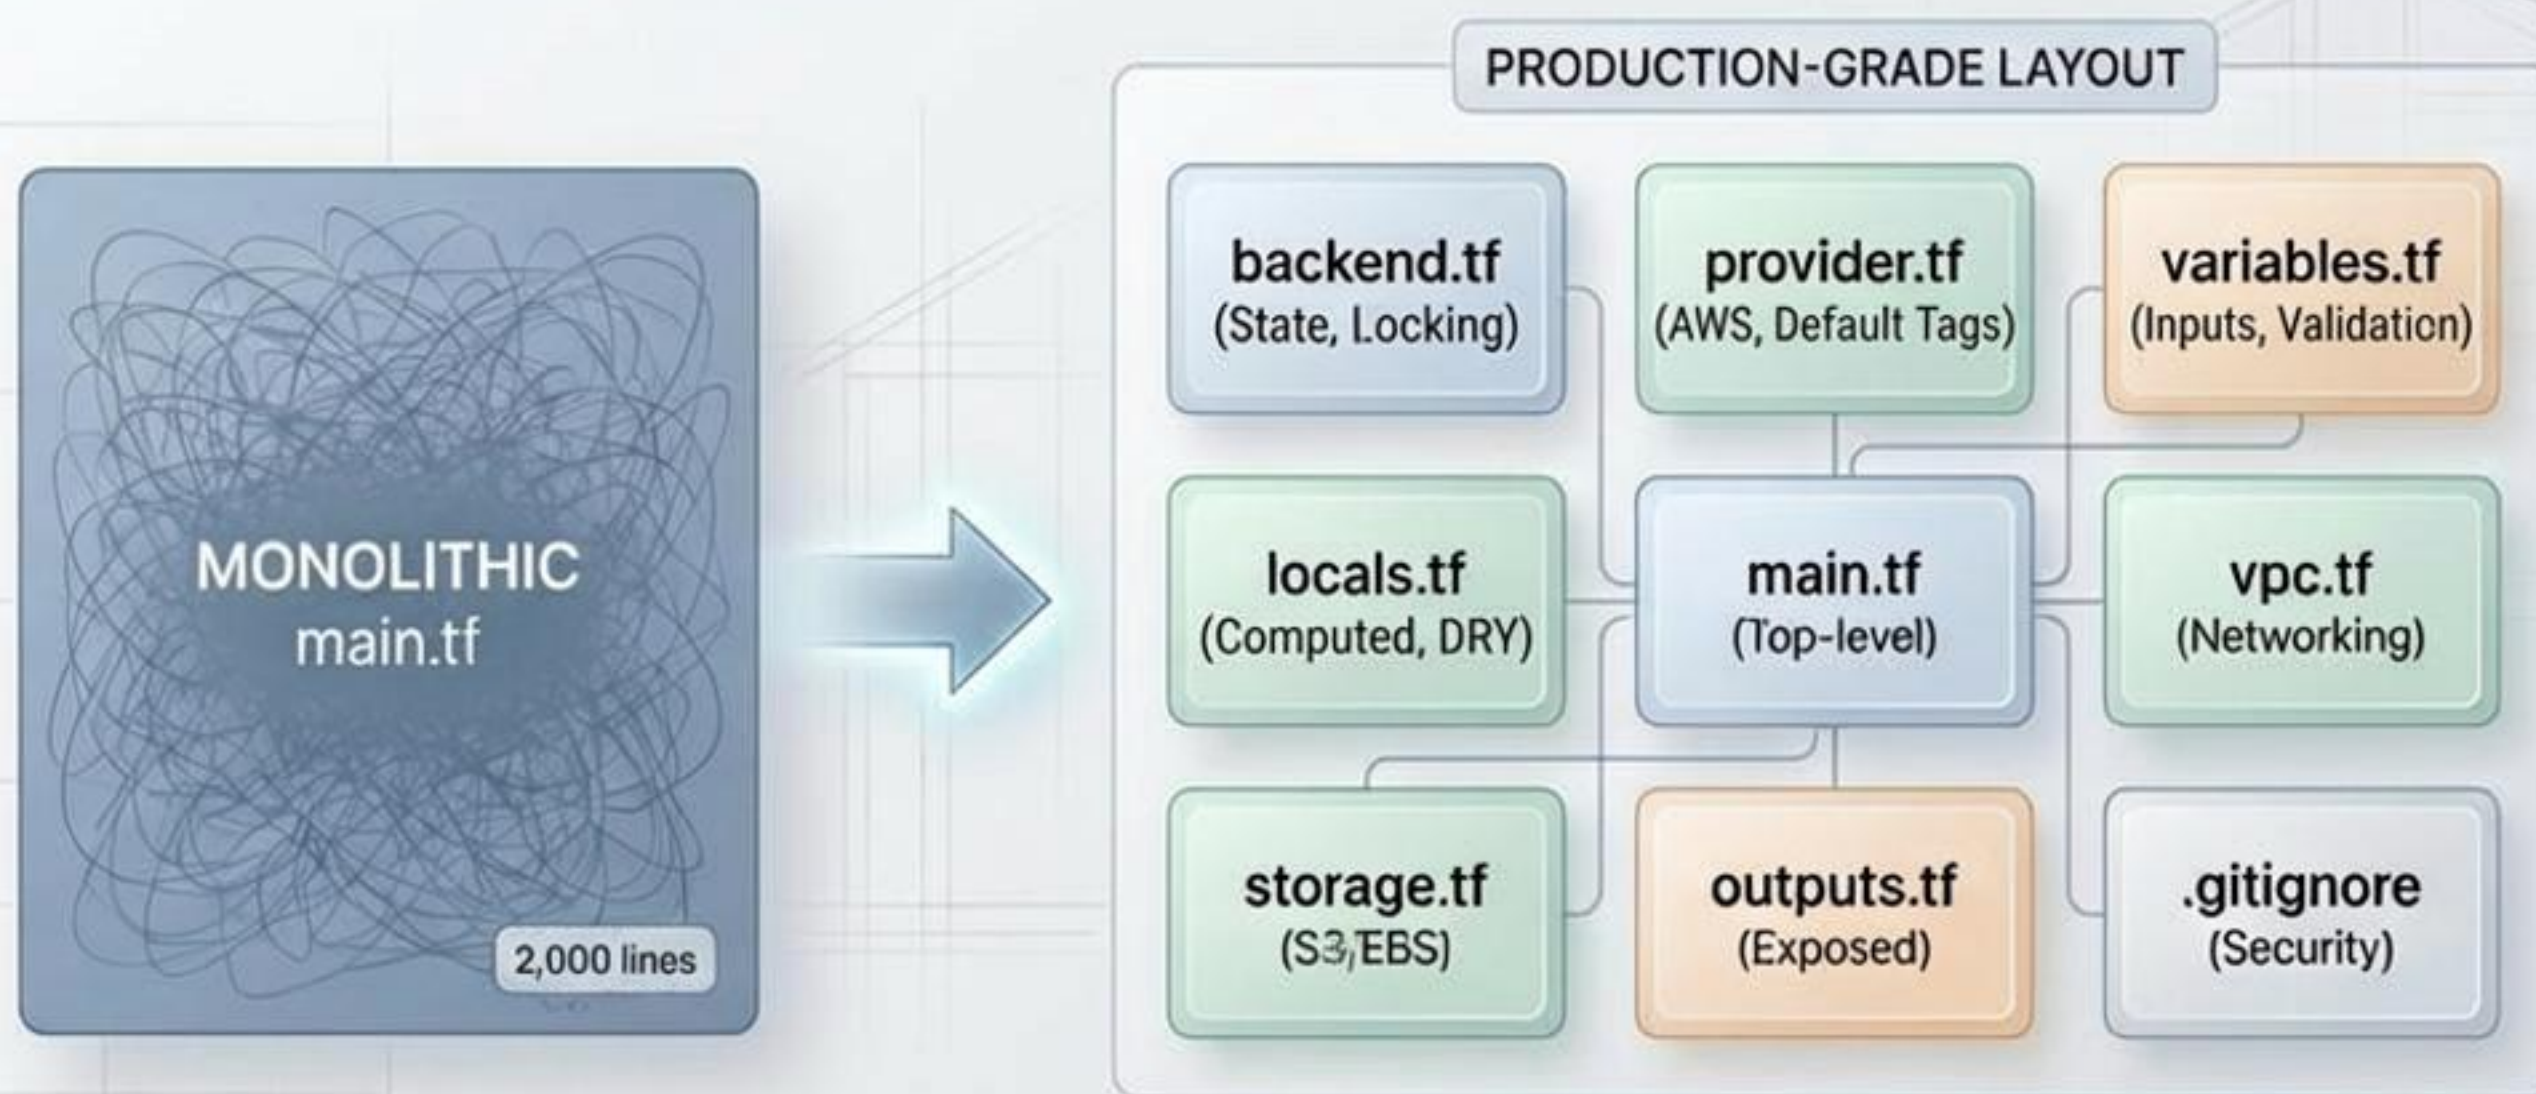 MONOLITHIC
main.tf
2,000 lines
PRODUCTION-GRADE LAYOUT
backend.tf
(State, Locking)
provider.tf
(AWS, Default Tags)
variables.tf
(Inputs, Validation)
locals.tf
(Computed, DRY)
main.tf
(Top-level)
vpc.tf
(Networking)
storage.tf
(S3, EBS)
outputs.tf
(Exposed)
.gitignore
(Security)